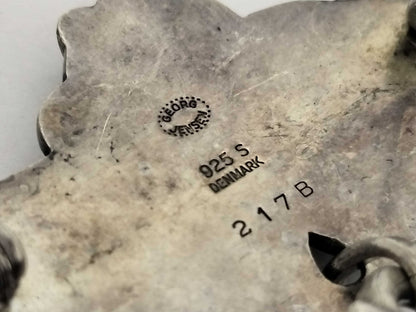 GEORG
JENSEN
925 S
DENMARK
217B